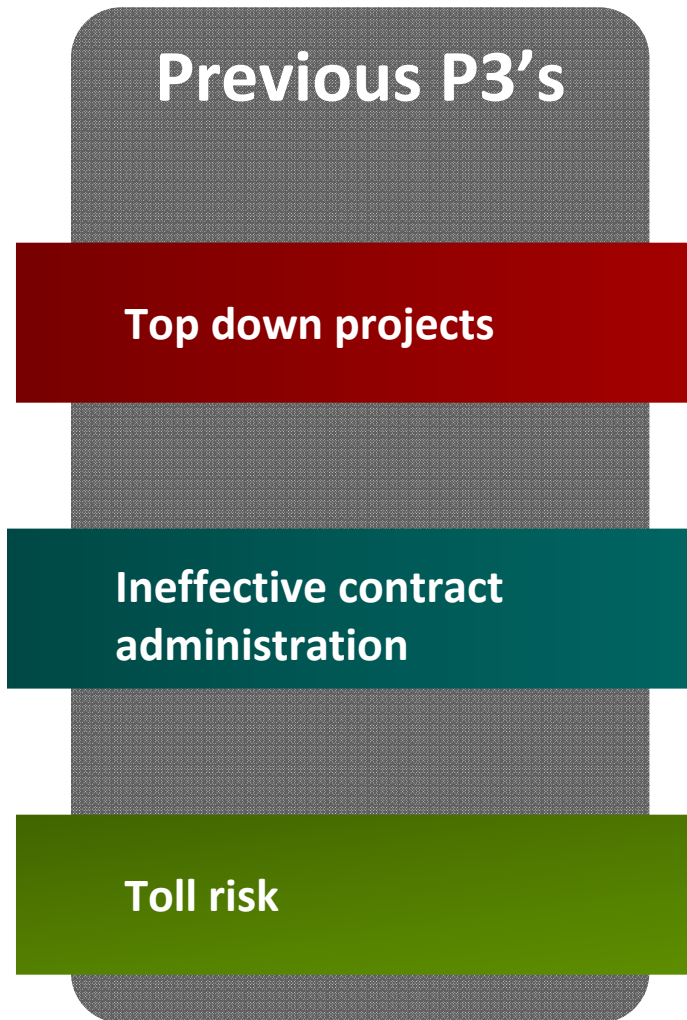 Previous P3’s
Top down projects
Ineffective contract
administration
Toll risk